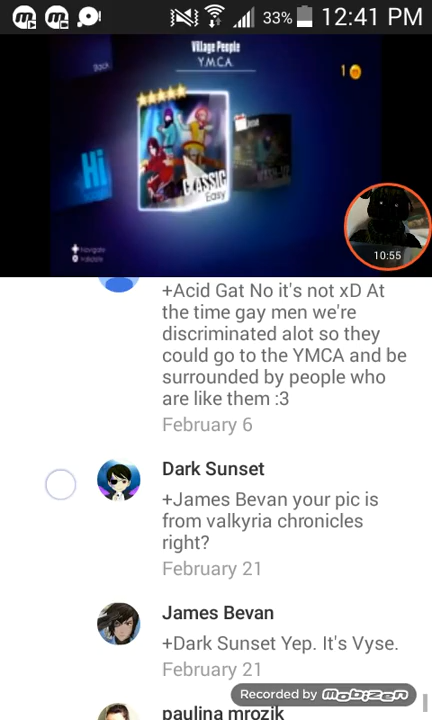 33% 12:41 PM
Village People
Y.M.C.A.
Back
1
Hi
CLASSIC
Easy
Navigate
Validate
10:55
+Acid Gat No it's not xD At
the time gay men we're
discriminated alot so they
could go to the YMCA and be
surrounded by people who
are like them :3
February 6
Dark Sunset
+James Bevan your pic is
from valkyria chronicles
right?
February 21
James Bevan
+Dark Sunset Yep. It's Vyse.
February 21
Recorded by mobizen
paulina mrozik